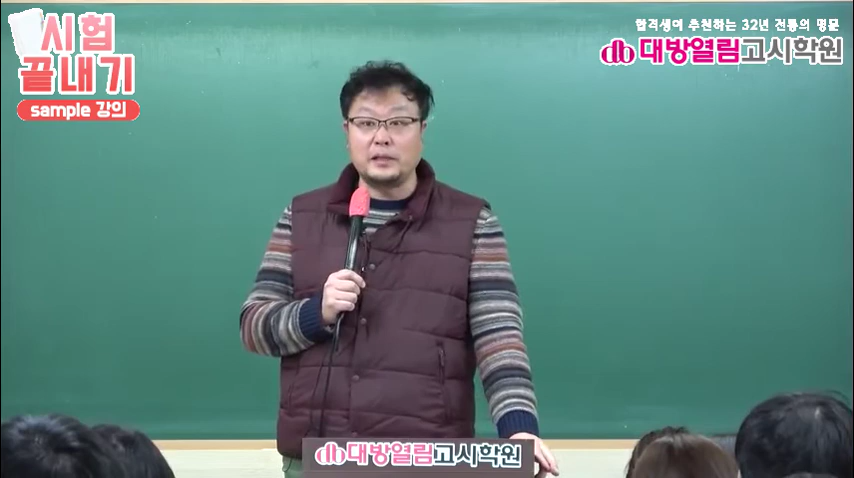 시험
끝내기
sample 강의
합격생이 추천하는 32년 전통의 명문
db 대방열림고시학원
db 대방열림고시학원